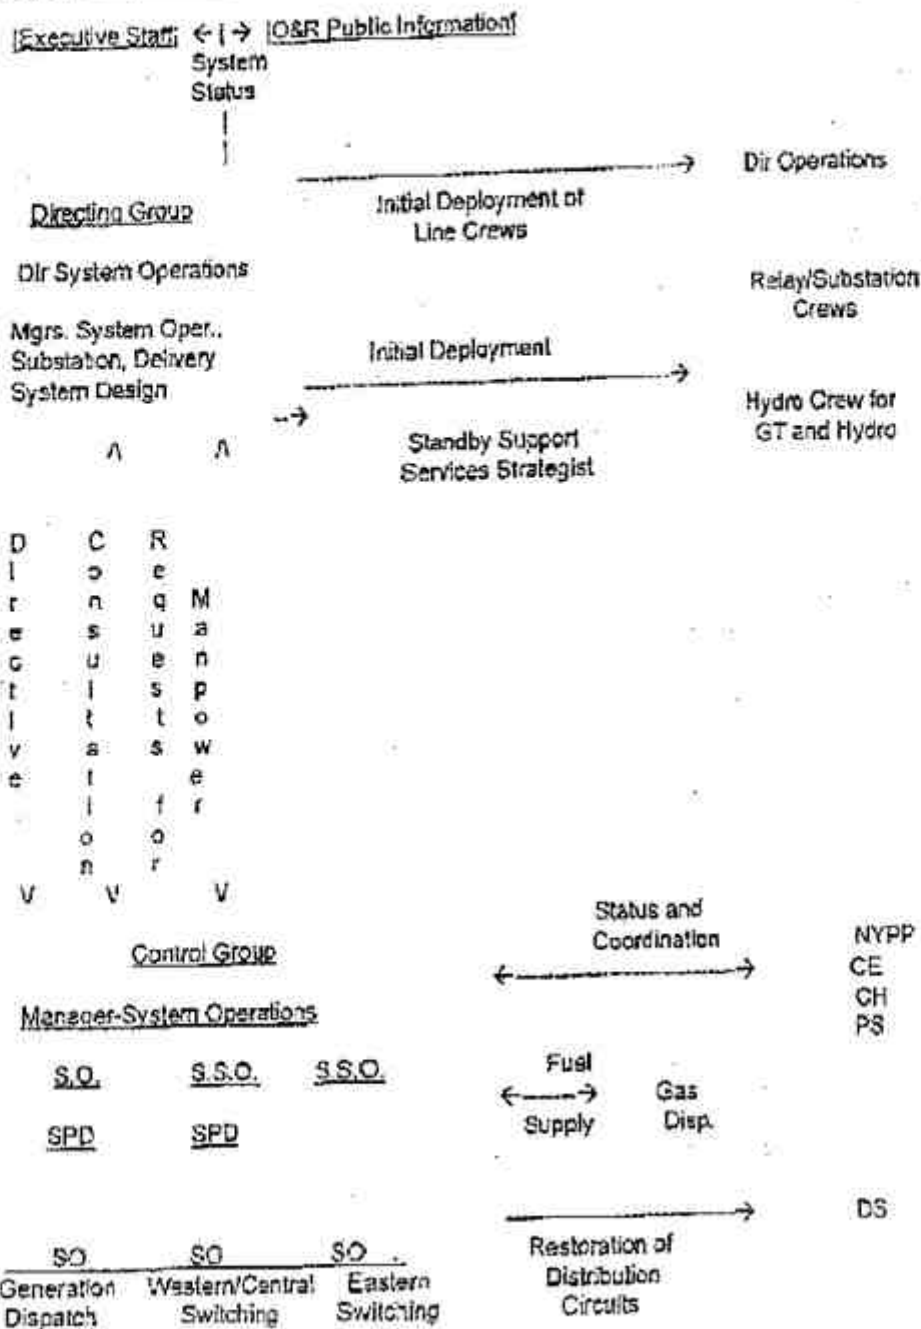 |Executive Staff| ←|→ |O&R Public Information|
System
Status
Dir Operations
Initial Deployment of
Line Crews
Directing Group
Dir System Operations
Relay/Substation
Crews
Mgrs. System Oper.,
Substation, Delivery
System Design
Initial Deployment
Hydro Crew for
GT and Hydro
Standby Support
Services Strategist
Directive
Consultation
Requests for
Manpower
Status and
Coordination
NYPP
CE
CH
PS
Control Group
Manager-System Operations
S.O. S.S.O. S.S.O.
Fuel
Supply
Gas
Disp.
SPD SPD
DS
Restoration of
Distribution
Circuits
SO SO SO
Generation
Dispatch
Western/Central
Switching
Eastern
Switching